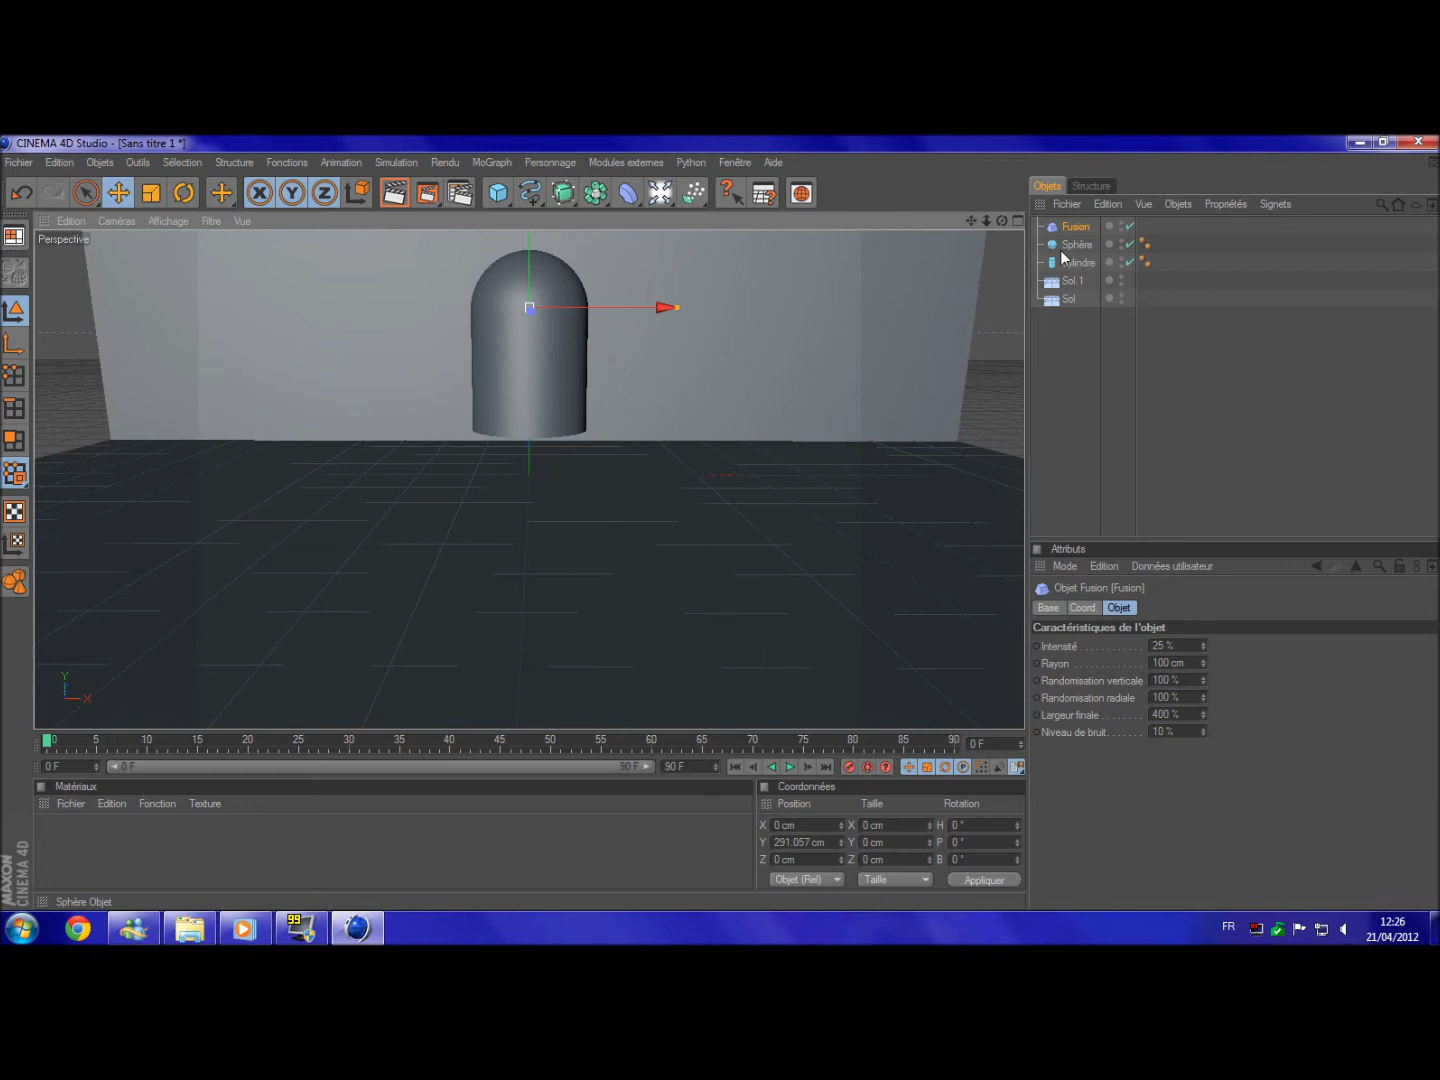 CINEMA 4D Studio - [Sans titre 1 *]
Fichier Edition Objets Outils Sélection Structure Fonctions Animation Simulation Rendu MoGraph Personnage Modules externes Python Fenêtre Aide
X Y Z
Objets Structure
Fichier Edition Vue Objets Propriétés Signets
Edition Caméras Affichage Filtre Vue
Perspective
Fusion
Sphère
Cylindre
Sol.1
Sol
Attributs
Mode Edition Données utilisateur
Objet Fusion [Fusion]
Base Coord. Objet
Caractéristiques de l'objet
Intensité 25 %
Rayon 100 cm
Randomisation verticale 100 %
Randomisation radiale 100 %
Largeur finale 400 %
Niveau de bruit 10 %
Y
X
0 5 10 15 20 25 30 35 40 45 50 55 60 65 70 75 80 85 90 0 F
0 F 0 F 90 F 90 F
Matériaux
Fichier Edition Fonction Texture
Coordonnées
Position Taille Rotation
X 0 cm X 0 cm H 0 °
Y 291.057 cm Y 0 cm P 0 °
Z 0 cm Z 0 cm B 0 °
Objet (Rel) Taille Appliquer
MAXON
CINEMA 4D
Sphère Objet
99
FR
12:26
21/04/2012